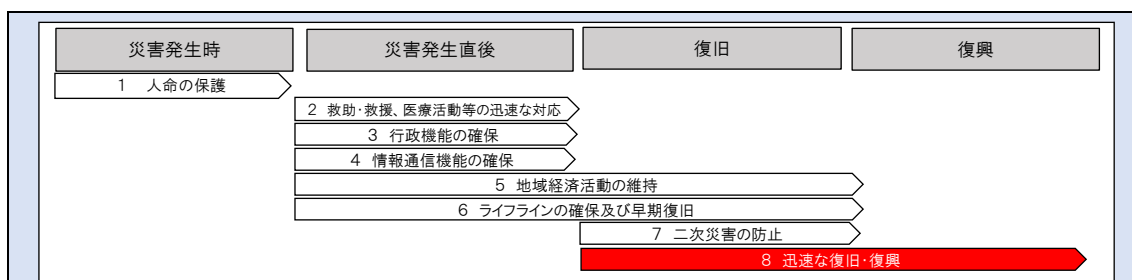 災害発生時
災害発生直後
復旧
復興
1 人命の保護
2 救助・救援、医療活動等の迅速な対応
3 行政機能の確保
4 情報通信機能の確保
5 地域経済活動の維持
6 ライフラインの確保及び早期復旧
7 二次災害の防止
8 迅速な復旧・復興